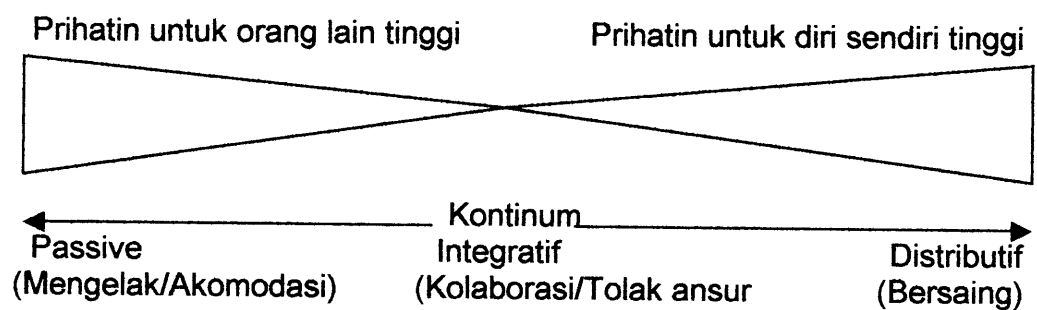 Prihatin untuk orang lain tinggi
Prihatin untuk diri sendiri tinggi
Kontinum
Passive
(Mengelak/Akomodasi)
Integratif
(Kolaborasi/Tolak ansur
Distributif
(Bersaing)